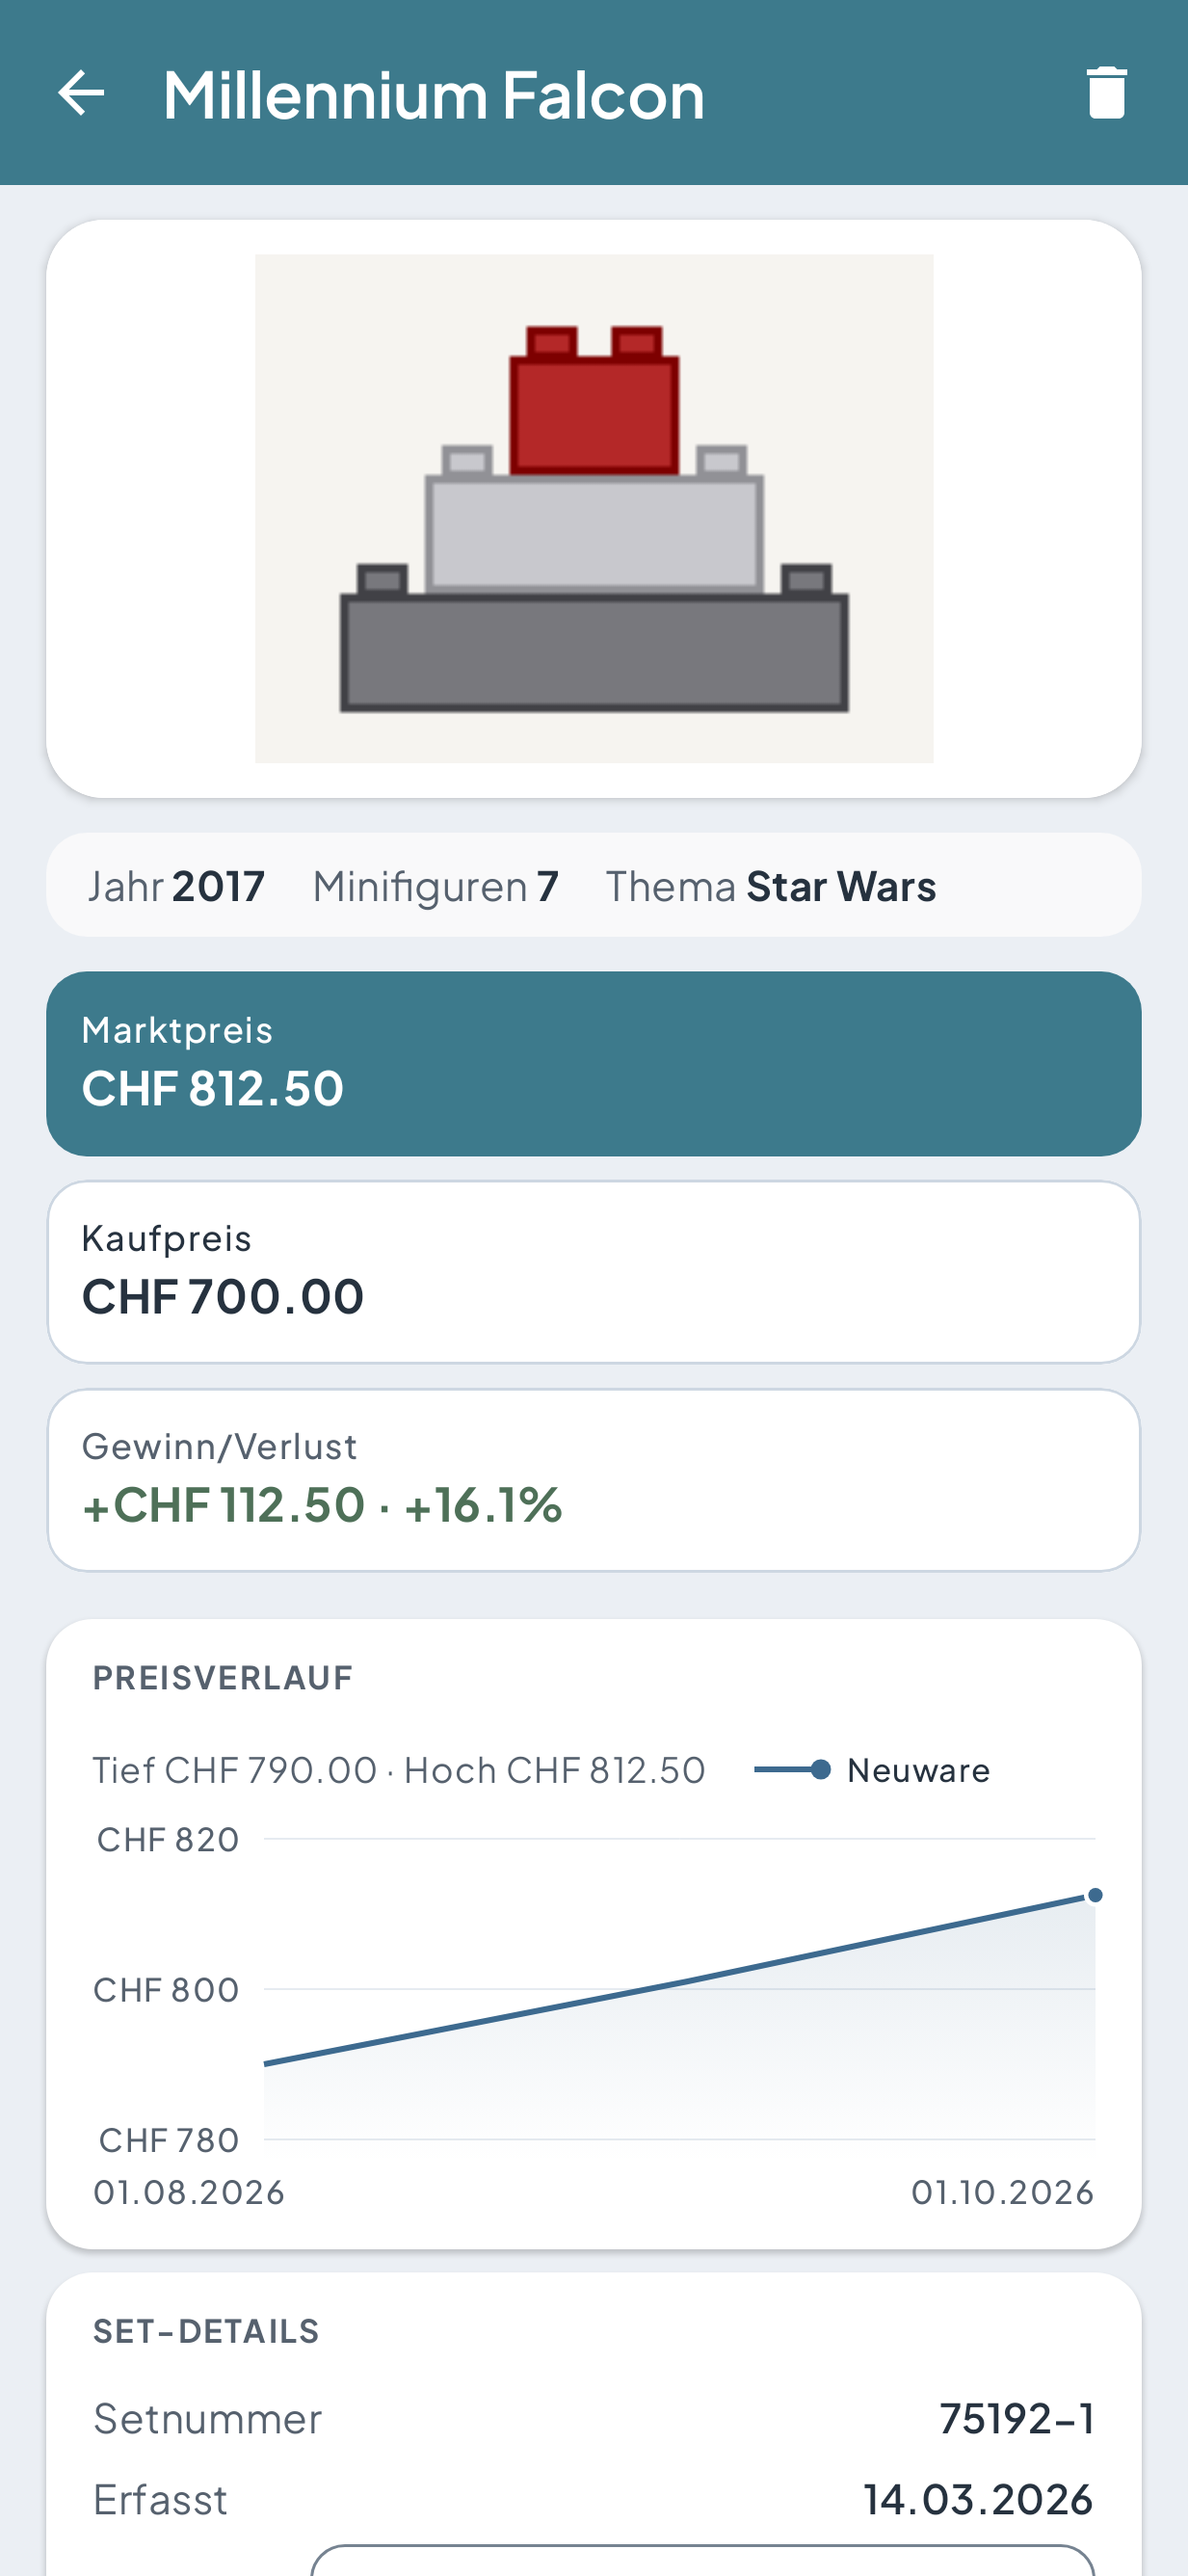 Millennium Falcon
Jahr 2017 Minifiguren 7 Thema Star Wars
Marktpreis
CHF 812.50
Kaufpreis
CHF 700.00
Gewinn/Verlust
+CHF 112.50 · +16.1%
PREISVERLAUF
Tief CHF 790.00 · Hoch CHF 812.50 Neuware
CHF 820
CHF 800
CHF 780
01.08.2026 01.10.2026
SET-DETAILS
Setnummer 75192-1
Erfasst 14.03.2026